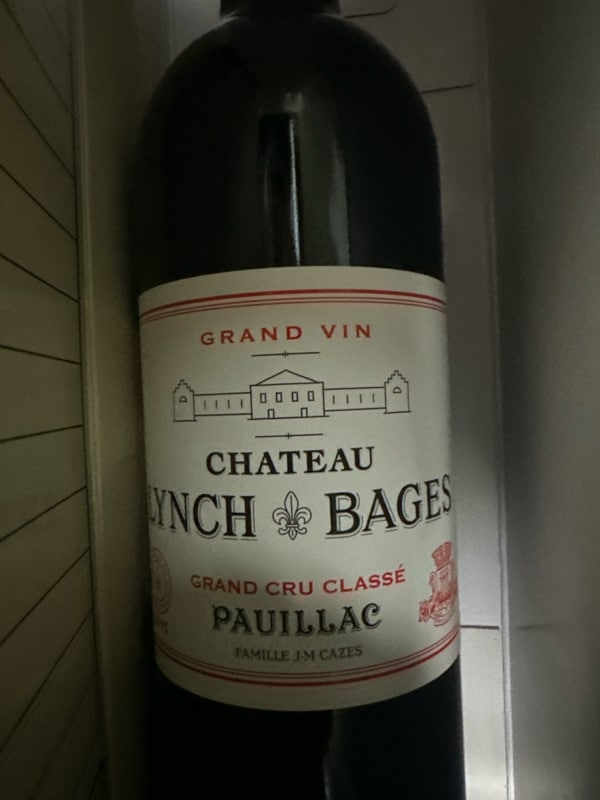 GRAND VIN
CHATEAU
LYNCH BAGES
GRAND CRU CLASSÉ
PAUILLAC
FAMILLE J-M CAZES